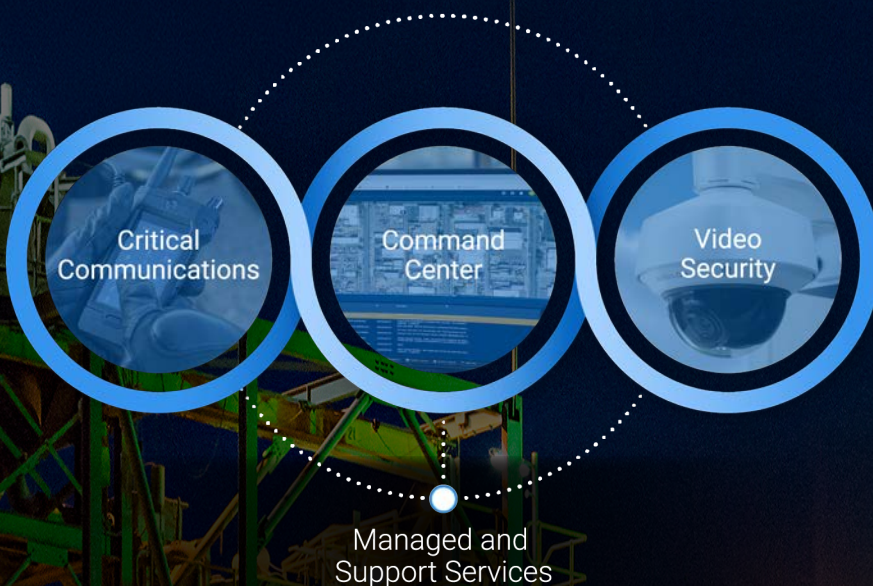 Critical
Communications
Command
Center
Video
Security
Managed and
Support Services